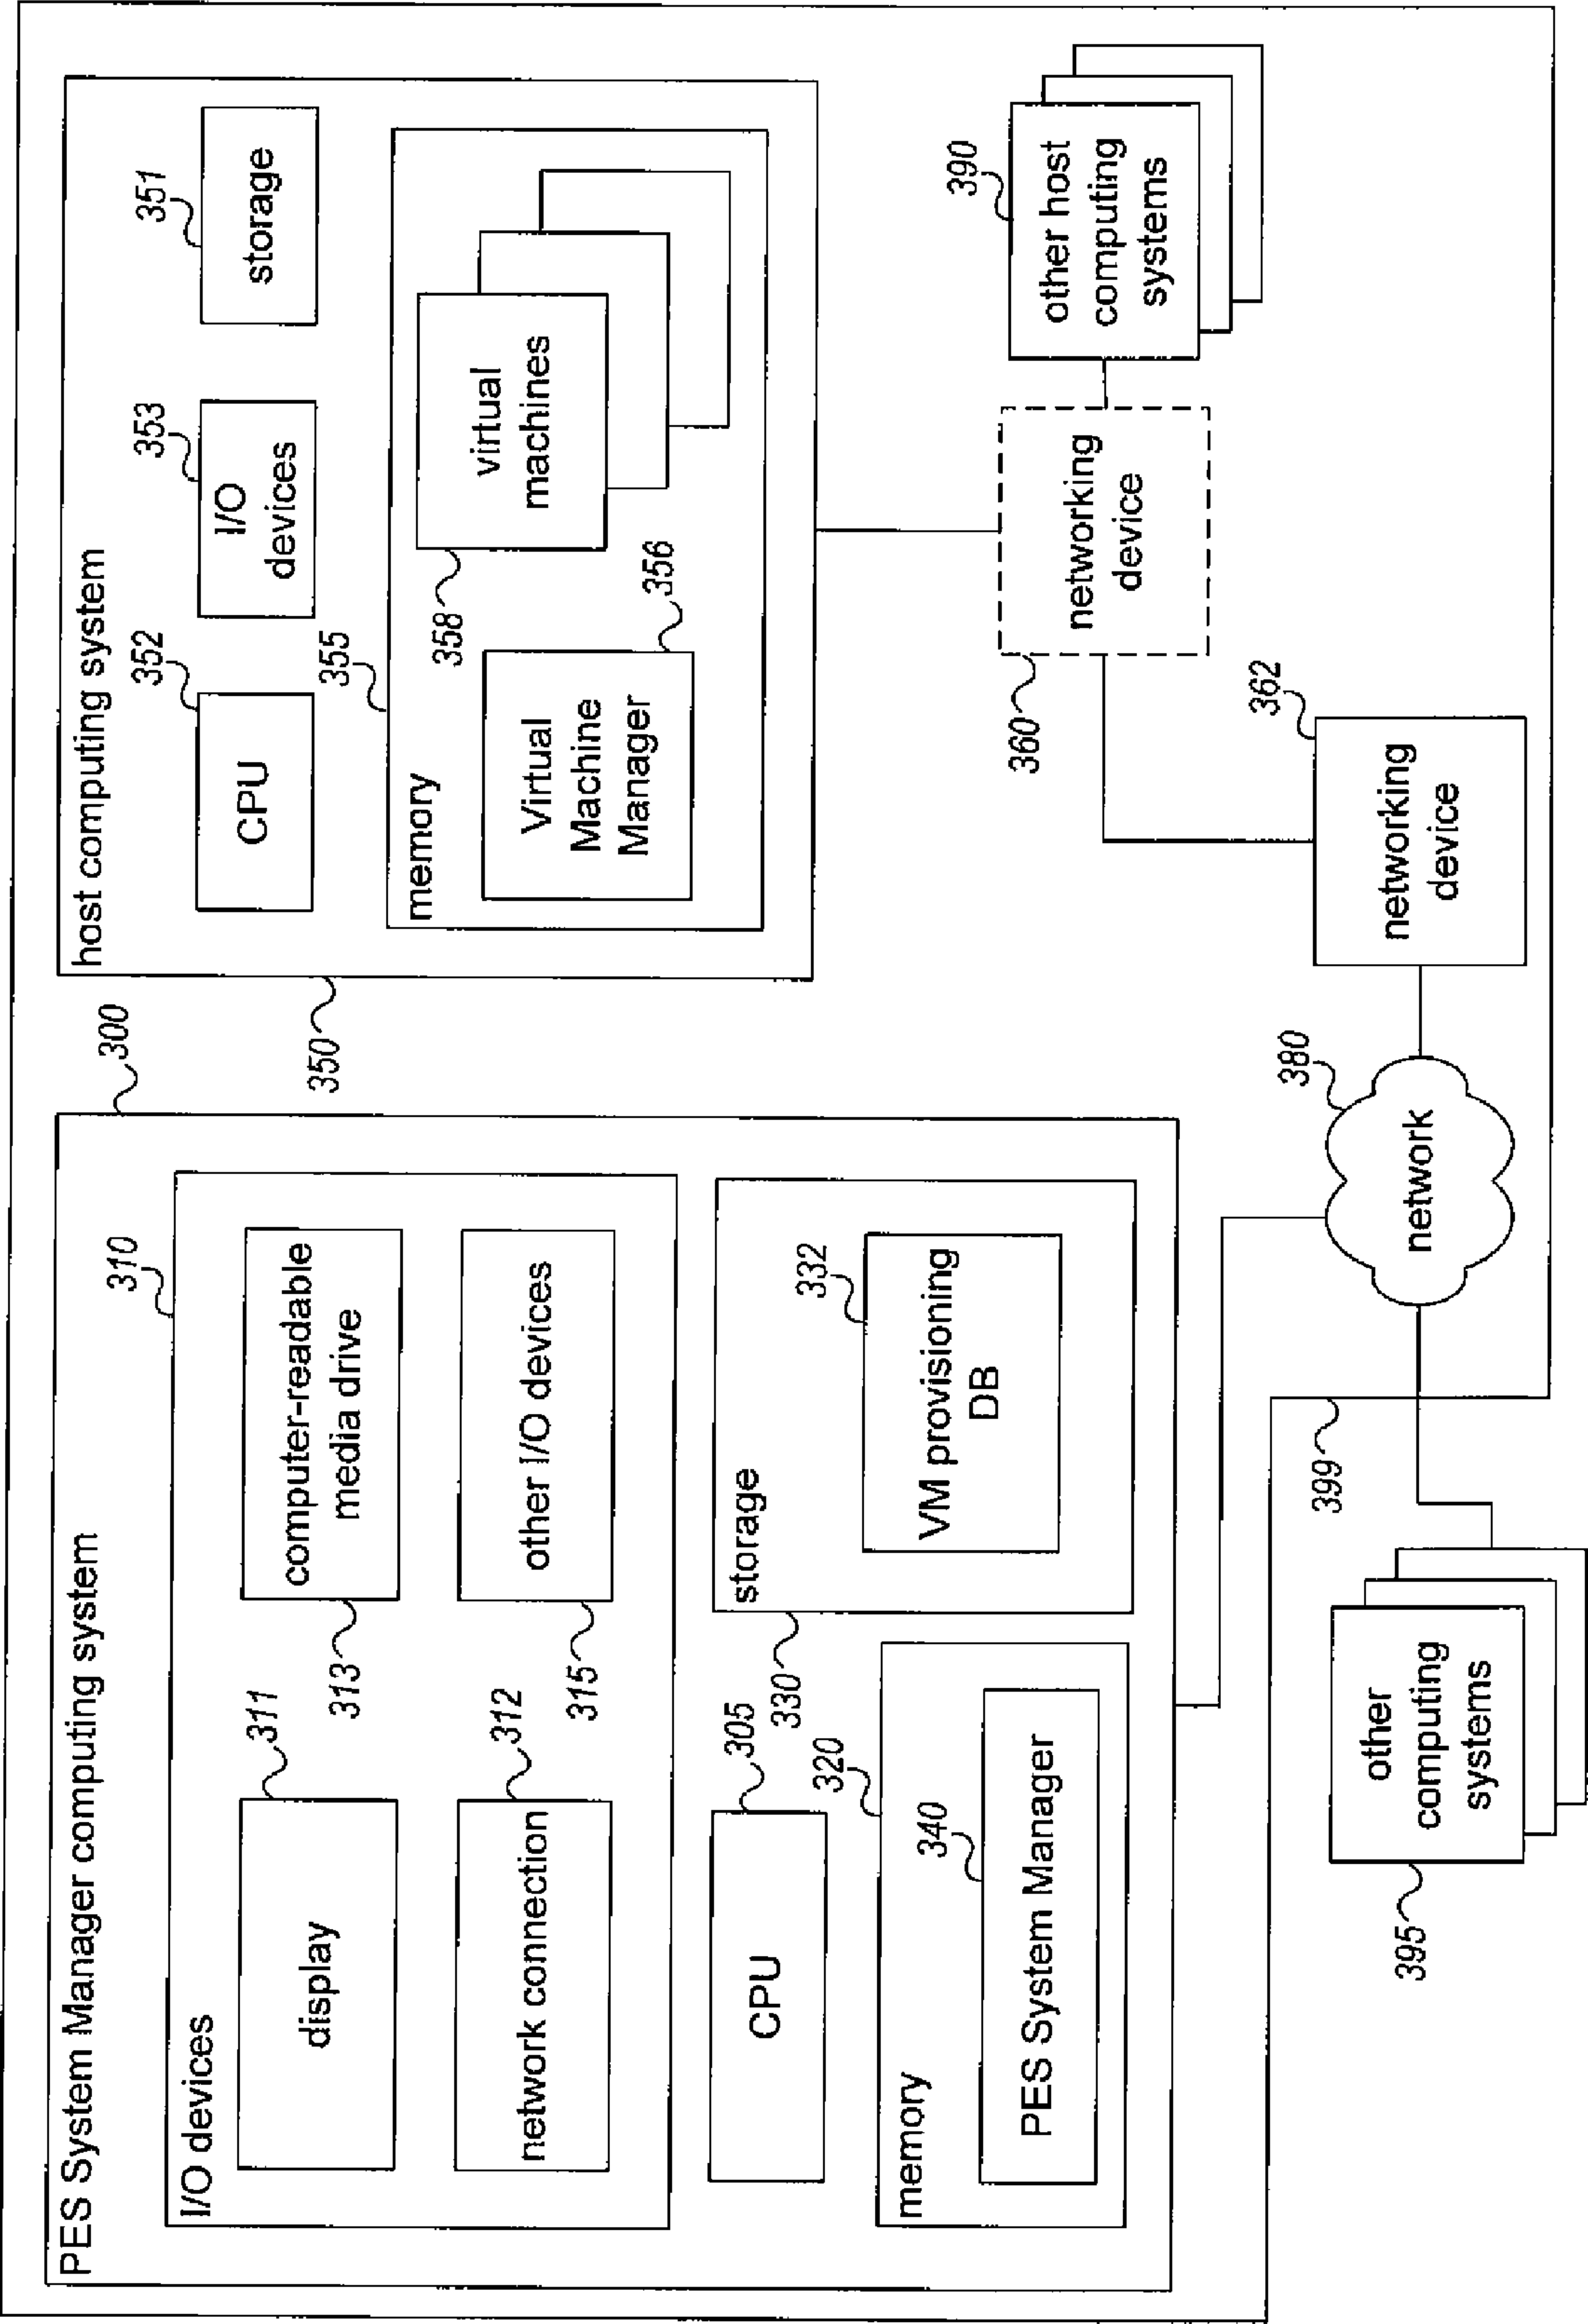 PES System Manager computing system
300
I/O devices
310
display
311
computer-readable
media drive
313
network connection
312
other I/O devices
315
CPU
305
storage
330
VM provisioning
DB
332
memory
320
PES System Manager
340
host computing system
350
CPU
352
I/O
devices
353
storage
351
memory
355
Virtual
Machine
Manager
356
virtual
machines
358
networking
device
360
other host
computing
systems
390
networking
device
362
network
380
399
other
computing
systems
395